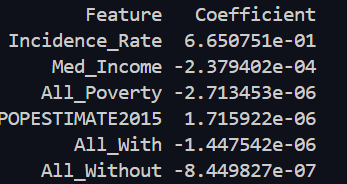 Feature Coefficient
Incidence_Rate 6.650751e-01
Med_Income -2.379402e-04
All_Poverty -2.713453e-06
POPESTIMATE2015 1.715922e-06
All_With -1.447542e-06
All_Without -8.449827e-07